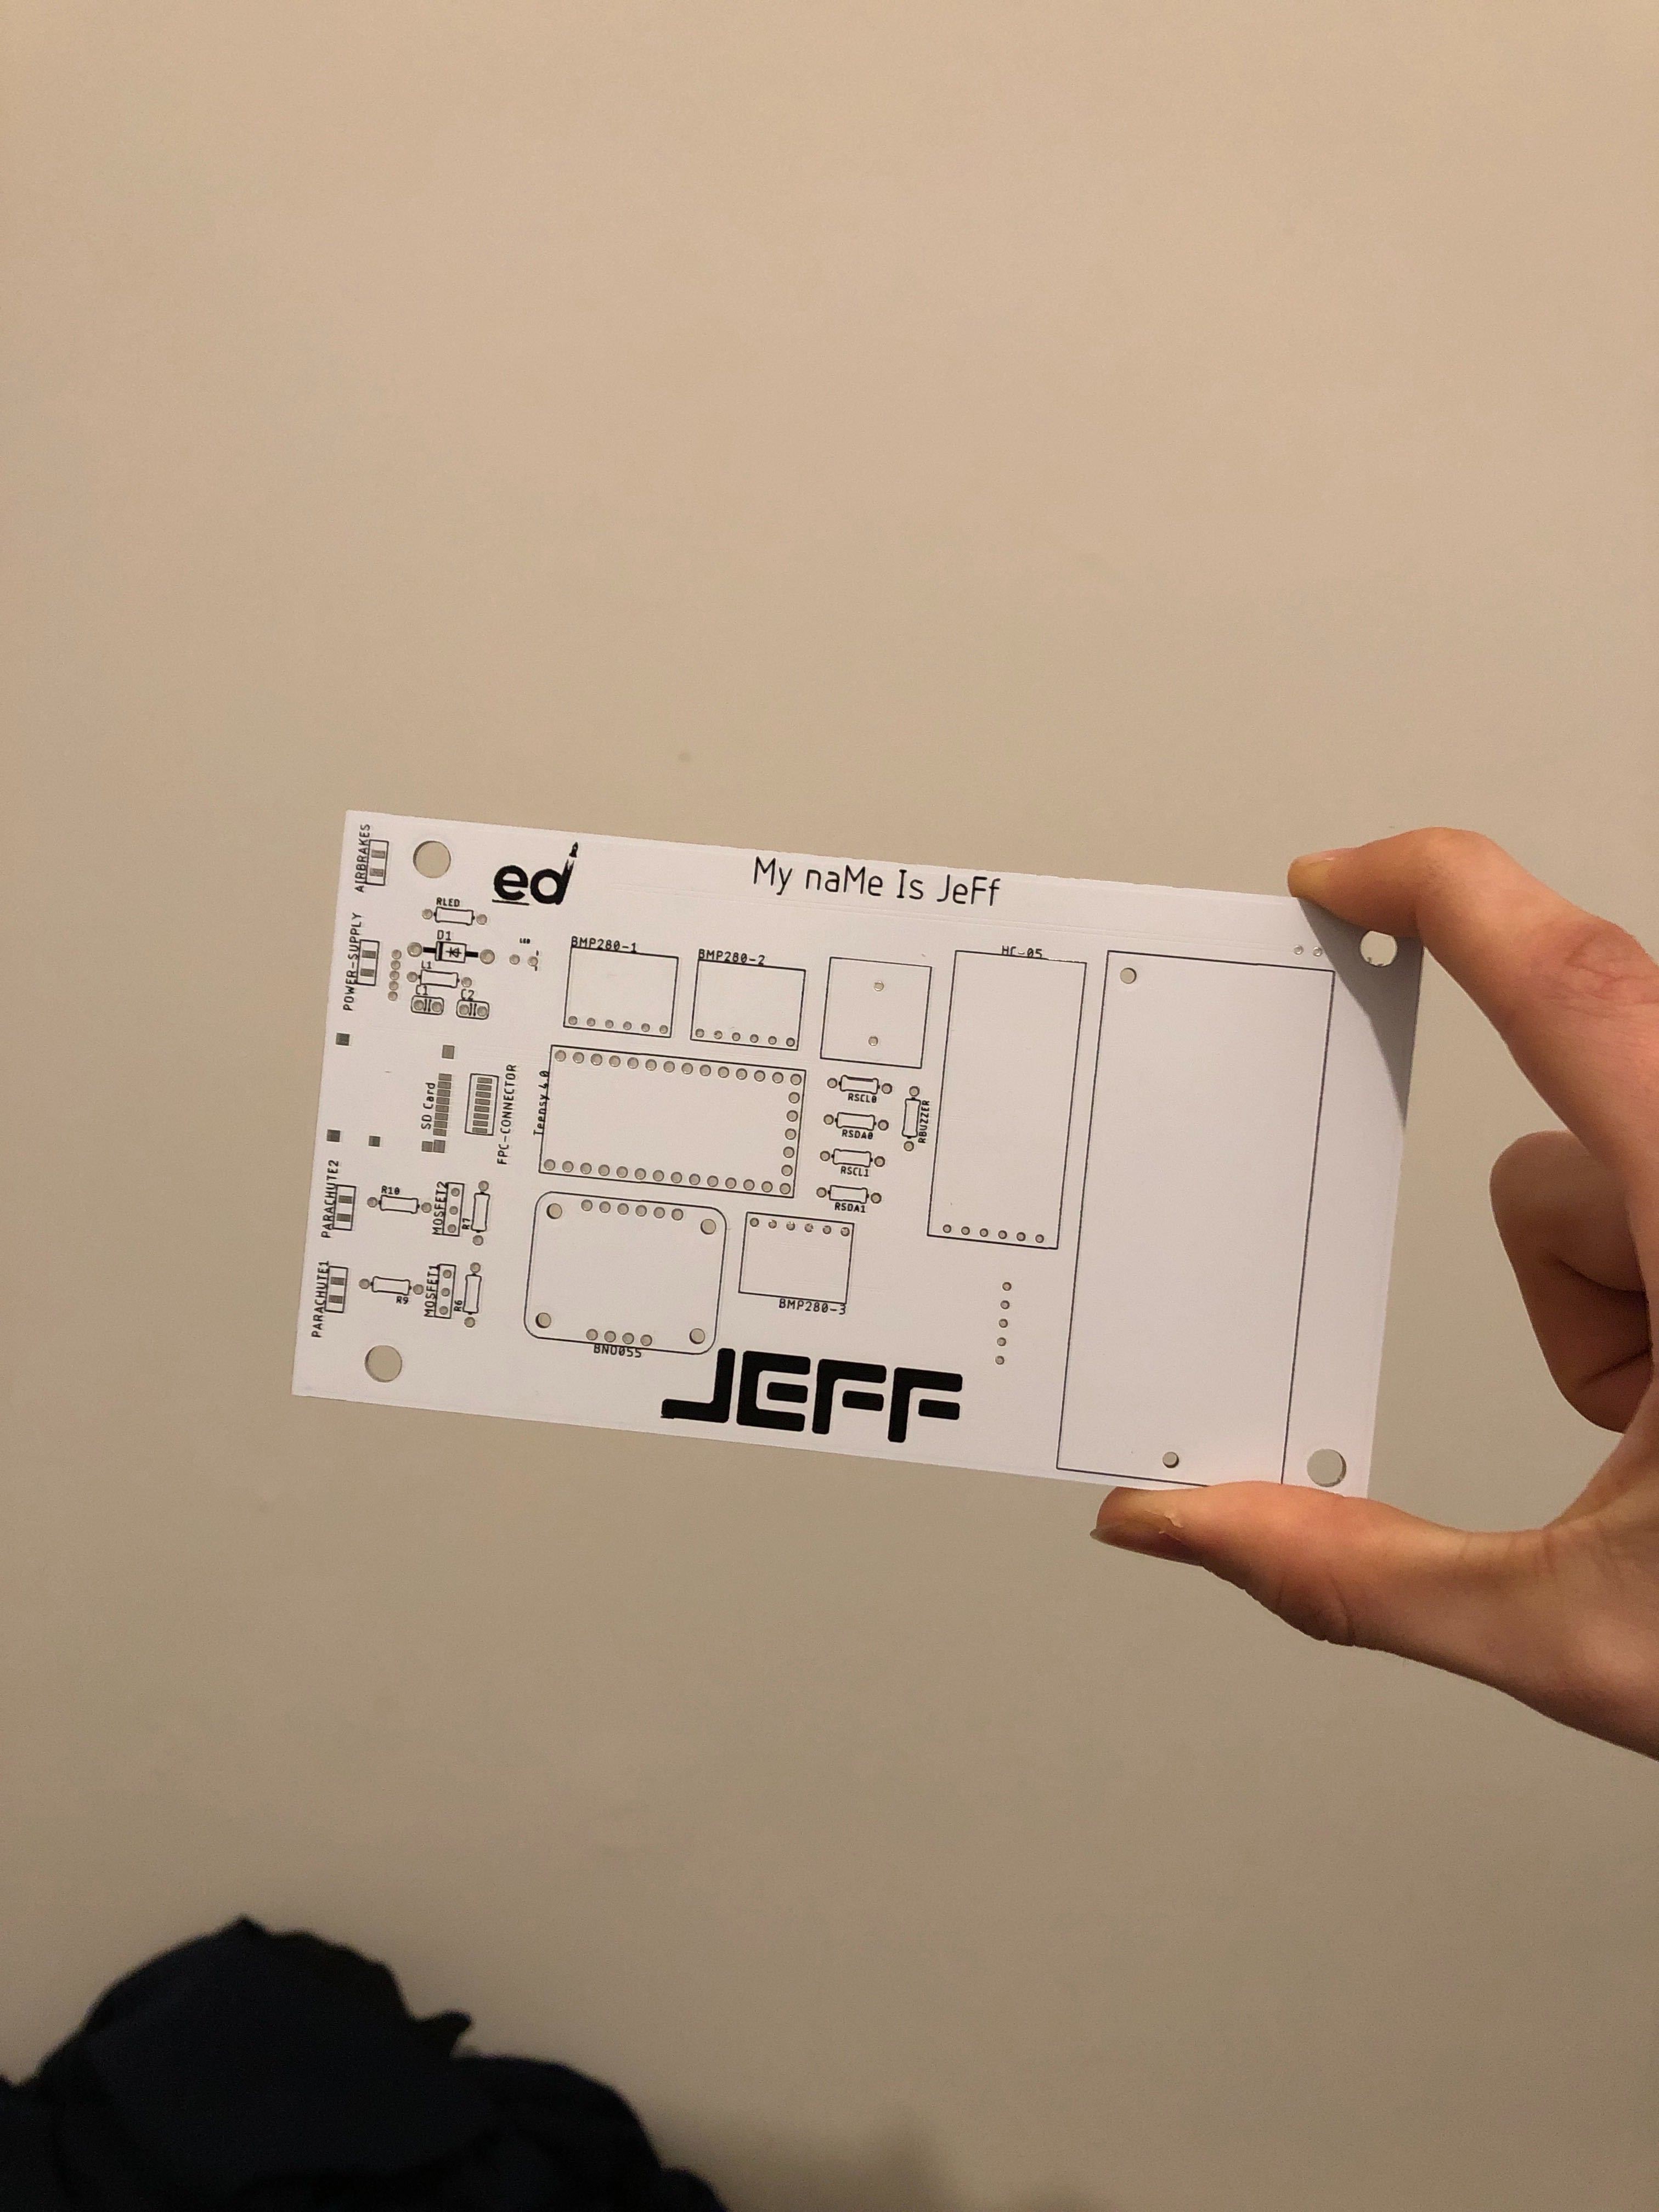 AIRBRAKES
ed
My naMe Is JeFf
RLED
POWER-SUPPLY
D1
LED
L1
C1
C2
BMP280-1
BMP280-2
HC-05
SD Card
FPC-CONNECTOR
Teensy 4.0
RSCL0
RBUZZER
RSDA0
RSCL1
RSDA1
PARACHUTE2
R10
MOSFET2
R7
PARACHUTE1
R9
MOSFET1
R6
BNO055
BMP280-3
JEFF